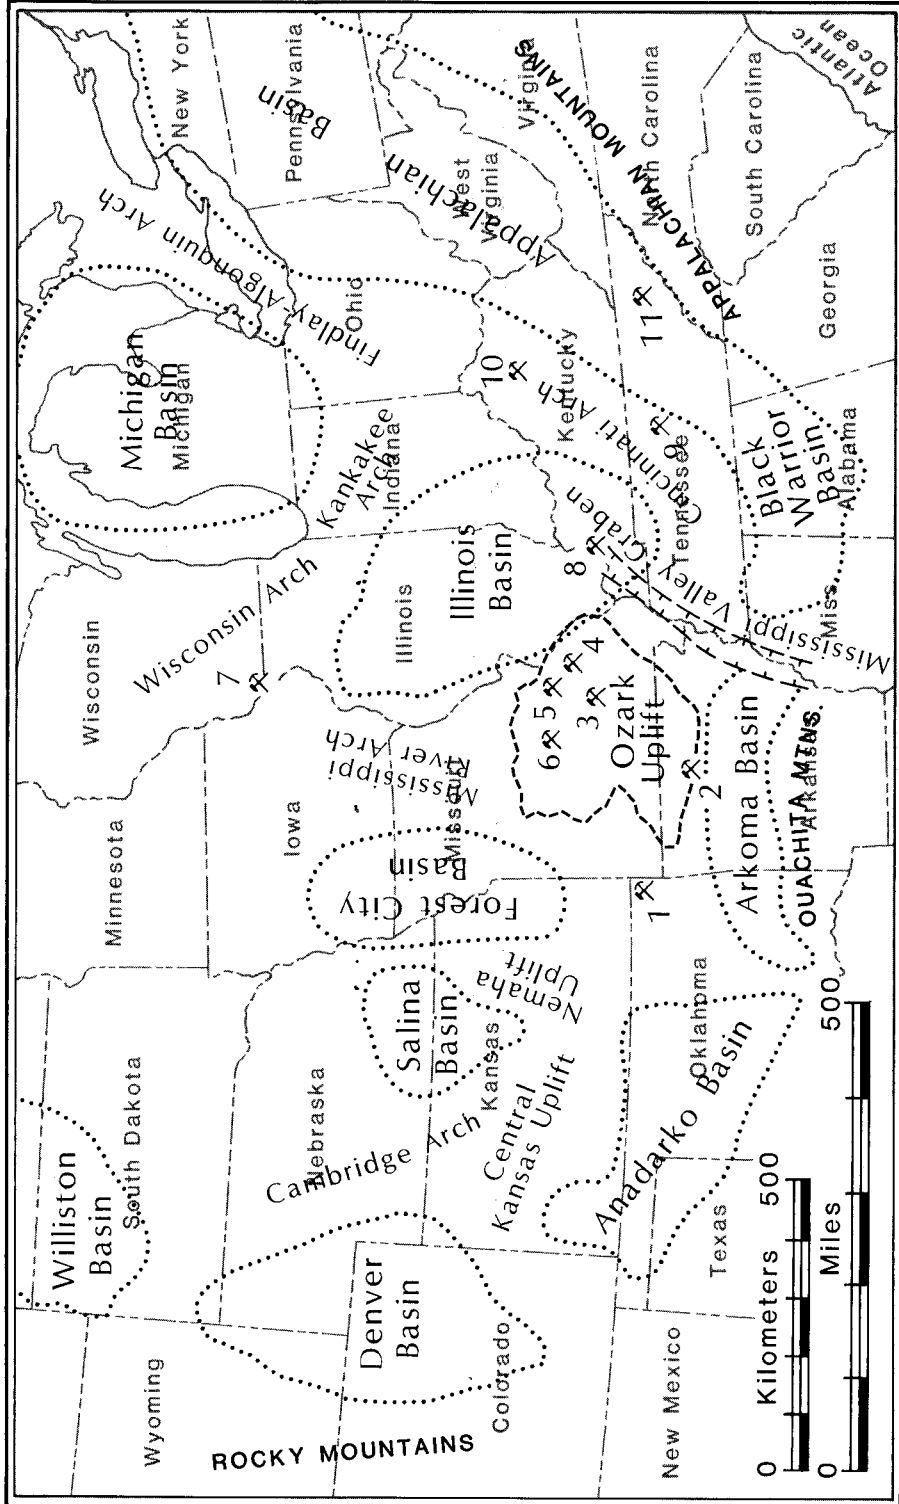 ROCKY MOUNTAINS
Wyoming
Colorado
New Mexico
Texas
South Dakota
Nebraska
Kansas
Oklahoma
Minnesota
Iowa
Missouri
Arkansas
Wisconsin
Illinois
Indiana
Michigan
Ohio
Kentucky
Tennessee
Miss.
Alabama
Georgia
South Carolina
North Carolina
Virginia
West
Virginia
Pennsylvania
New York
Atlantic
Ocean
Williston
Basin
Denver
Basin
Cambridge Arch
Central
Kansas Uplift
Salina
Basin
Nemaha
Uplift
Anadarko Basin
Forest City
Basin
Mississippi
River Arch
Wisconsin Arch
Ozark
Uplift
Arkoma Basin
OUACHITA MTNS.
Illinois
Basin
Kankakee
Arch
Michigan
Basin
Findlay-Algonquin Arch
Cincinnati Arch
Mississippi Valley Graben
Black
Warrior
Basin
Appalachian
Basin
APPALACHIAN MOUNTAINS
1
2
3
4
5
6
7
8
9
10
11
0 Kilometers 500
0 Miles 500